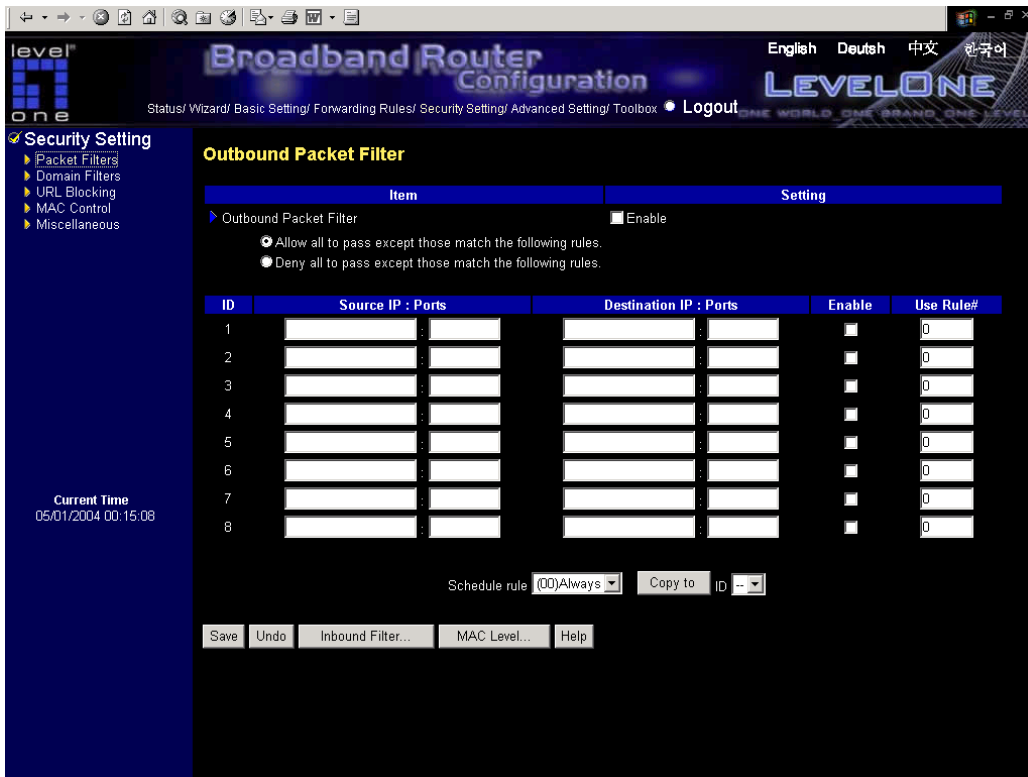 level"
one
Broadband Router
Configuration
English Deutsh 中文 한국어
LEVELONE
ONE WORLD ONE BRAND ONE LEVEL
Status/ Wizard/ Basic Setting/ Forwarding Rules/ Security Setting/ Advanced Setting/ Toolbox Logout
Security Setting
Packet Filters
Domain Filters
URL Blocking
MAC Control
Miscellaneous
Current Time
05/01/2004 00:15:08
Outbound Packet Filter
Item Setting
Outbound Packet Filter Enable
Allow all to pass except those match the following rules.
Deny all to pass except those match the following rules.
ID Source IP : Ports Destination IP : Ports Enable Use Rule#
1 : : 0
2 : : 0
3 : : 0
4 : : 0
5 : : 0
6 : : 0
7 : : 0
8 : : 0
Schedule rule (00)Always Copy to ID --
Save Undo Inbound Filter... MAC Level... Help